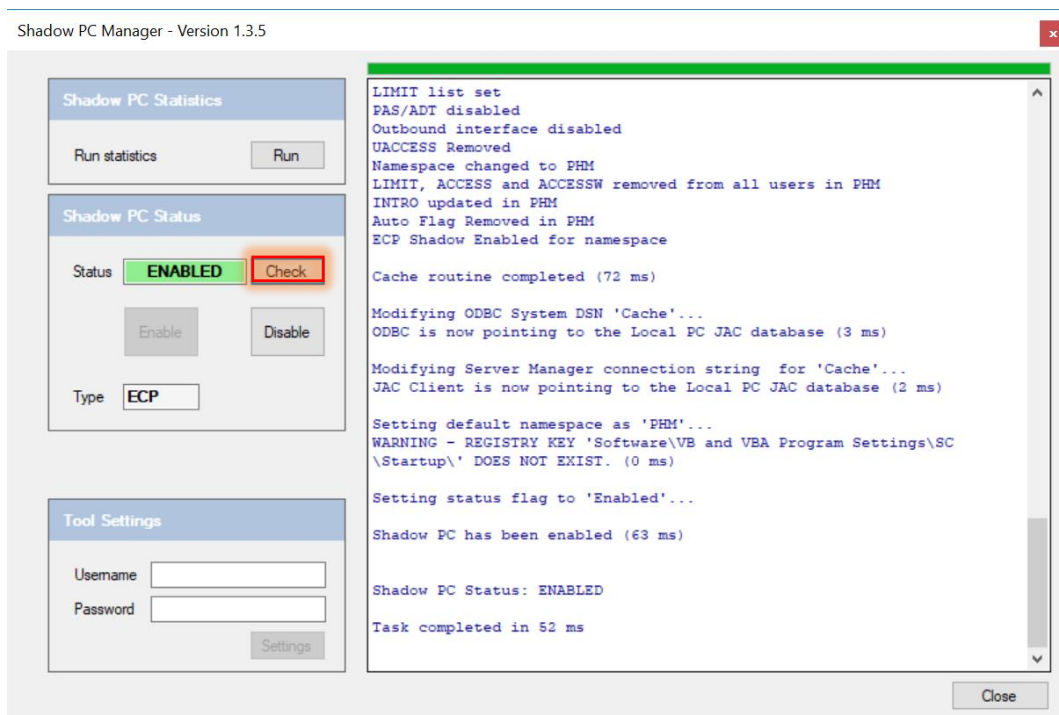 Shadow PC Manager - Version 1.3.5
x
Shadow PC Statistics
Run statistics
Run
Shadow PC Status
Status
ENABLED
Check
Enable
Disable
Type
ECP
Tool Settings
Username
Password
Settings
LIMIT list set
PAS/ADT disabled
Outbound interface disabled
UACCESS Removed
Namespace changed to PHM
LIMIT, ACCESS and ACCESSW removed from all users in PHM
INTRO updated in PHM
Auto Flag Removed in PHM
ECP Shadow Enabled for namespace
Cache routine completed (72 ms)
Modifying ODBC System DSN 'Cache'...
ODBC is now pointing to the Local PC JAC database (3 ms)
Modifying Server Manager connection string  for 'Cache'...
JAC Client is now pointing to the Local PC JAC database (2 ms)
Setting default namespace as 'PHM'...
WARNING - REGISTRY KEY 'Software\VB and VBA Program Settings\SC
\Startup\' DOES NOT EXIST. (0 ms)
Setting status flag to 'Enabled'...
Shadow PC has been enabled (63 ms)
Shadow PC Status: ENABLED
Task completed in 52 ms
Close